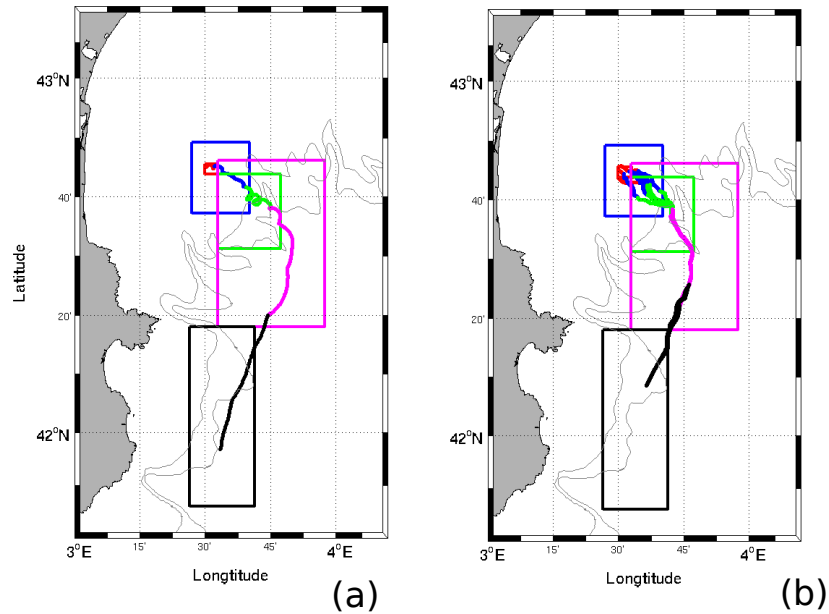 43°N
40'
20'
42°N
Latitude
3°E
15'
30'
45'
4°E
Longtitude
(a)
43°N
40'
20'
42°N
3°E
15'
30'
45'
4°E
Longtitude
(b)